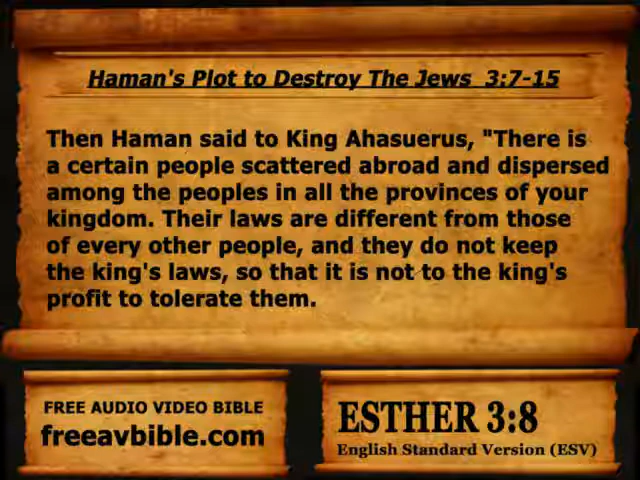 Haman's Plot to Destroy The Jews 3:7-15
Then Haman said to King Ahasuerus, "There is
a certain people scattered abroad and dispersed
among the peoples in all the provinces of your
kingdom. Their laws are different from those
of every other people, and they do not keep
the king's laws, so that it is not to the king's
profit to tolerate them.
FREE AUDIO VIDEO BIBLE
freeavbible.com
ESTHER 3:8
English Standard Version (ESV)